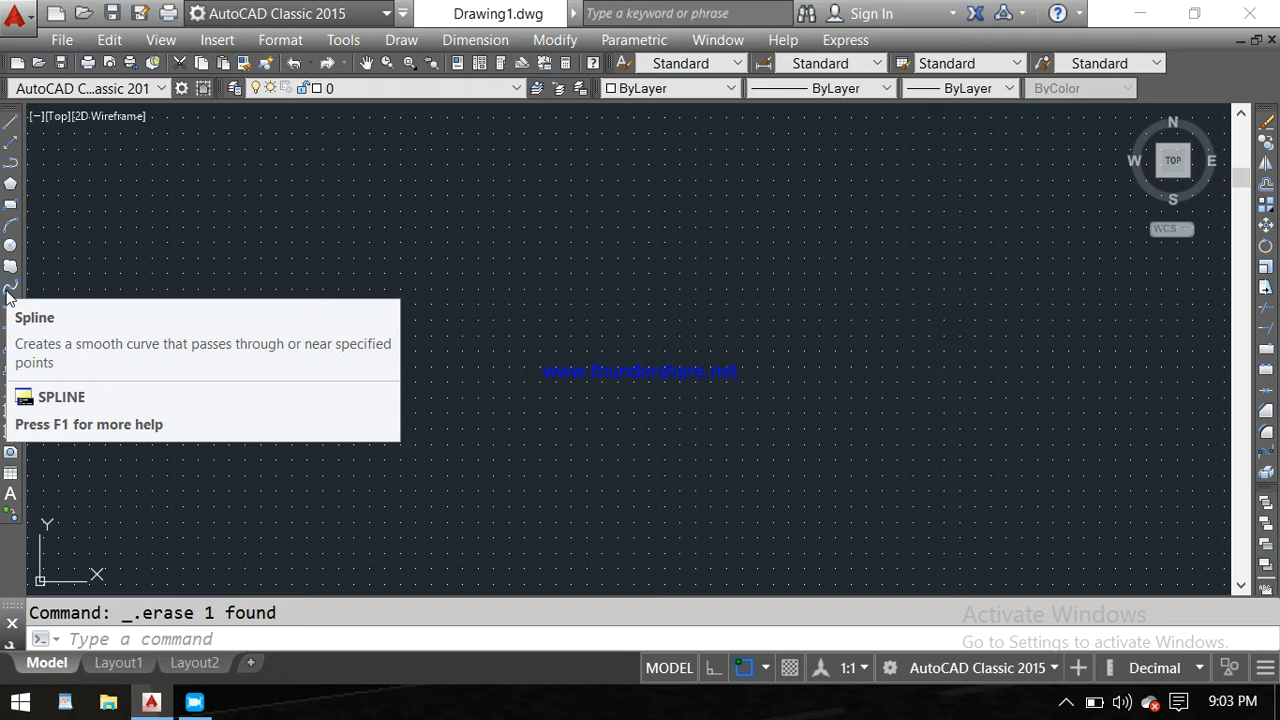 AutoCAD Classic 2015 Drawing1.dwg Type a keyword or phrase Sign In
File Edit View Insert Format Tools Draw Dimension Modify Parametric Window Help Express
Standard Standard Standard Standard
AutoCAD C...assic 201 0 ByLayer ByLayer ByLayer ByColor
[−][Top][2D Wireframe]
N
W TOP E
S
WCS
Spline
Creates a smooth curve that passes through or near specified
points
SPLINE
Press F1 for more help
www.thundershare.net
A
Y
X
Command: _.erase 1 found
Activate Windows
Type a command
Go to Settings to activate Windows.
Model Layout1 Layout2 MODEL 1:1 AutoCAD Classic 2015 Decimal
9:03 PM